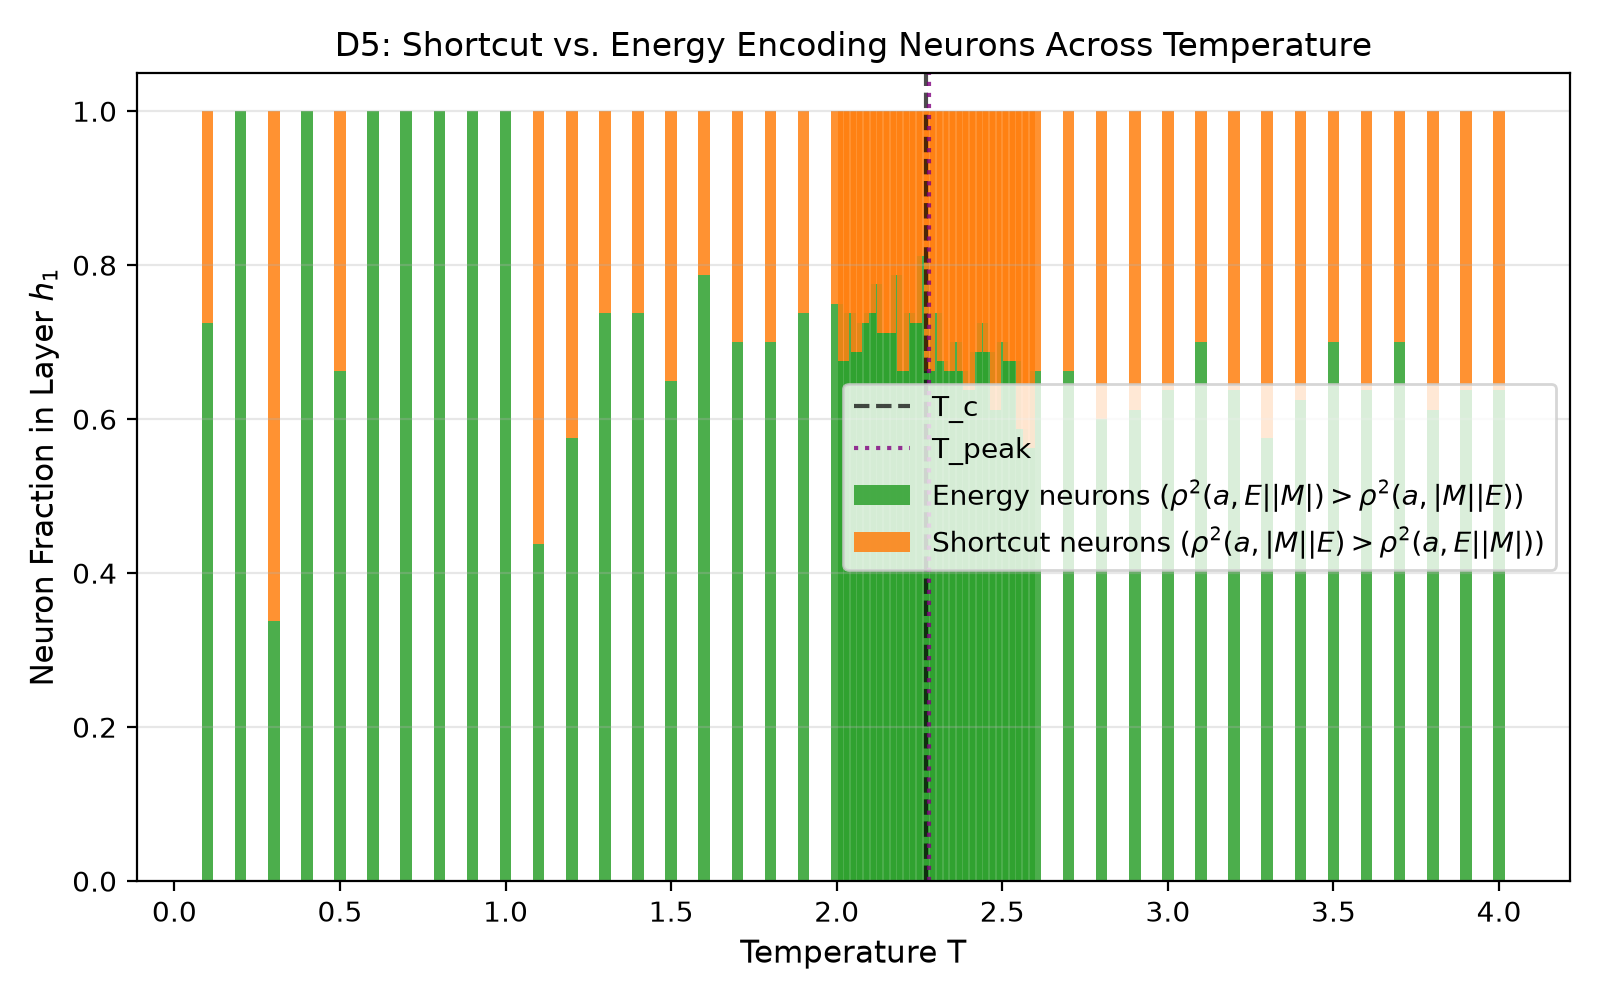 D5: Shortcut vs. Energy Encoding Neurons Across Temperature
Neuron Fraction in Layer h₁
1.0
0.8
0.6
0.4
0.2
0.0
T_c
T_peak
Energy neurons (ρ²(a, E||M|) > ρ²(a, |M||E))
Shortcut neurons (ρ²(a, |M||E) > ρ²(a, E||M|))
0.0 0.5 1.0 1.5 2.0 2.5 3.0 3.5 4.0
Temperature T